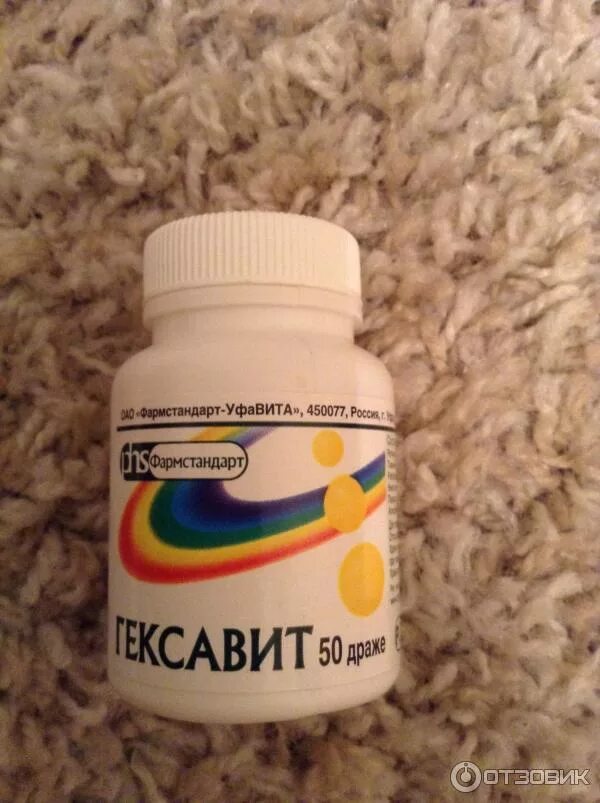 ОАО «Фармстандарт-УфаВИТА», 450077, Россия, г.
phs Фармстандарт
ГЕКСАВИТ 50 драже
ОТЗОВИК